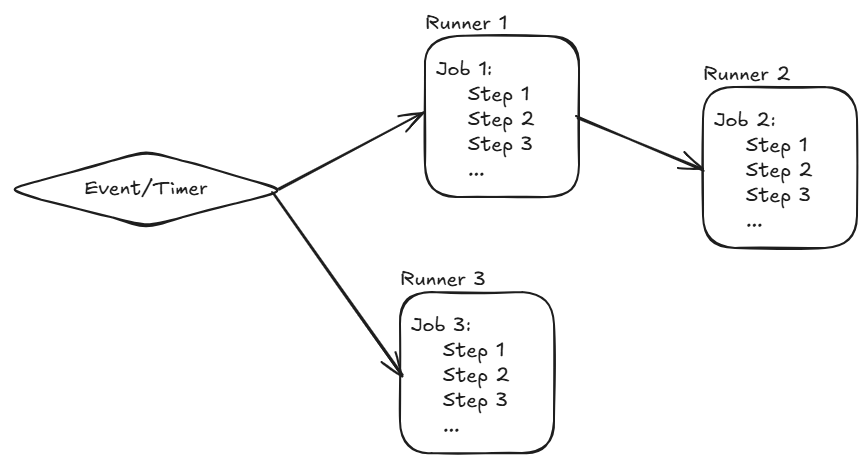 Event/Timer
Runner 1
Job 1:
Step 1
Step 2
Step 3
...
Runner 2
Job 2:
Step 1
Step 2
Step 3
...
Runner 3
Job 3:
Step 1
Step 2
Step 3
...